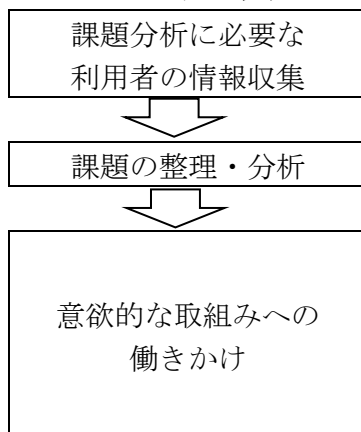 課題分析に必要な
利用者の情報収集
課題の整理・分析
意欲的な取組みへの
働きかけ